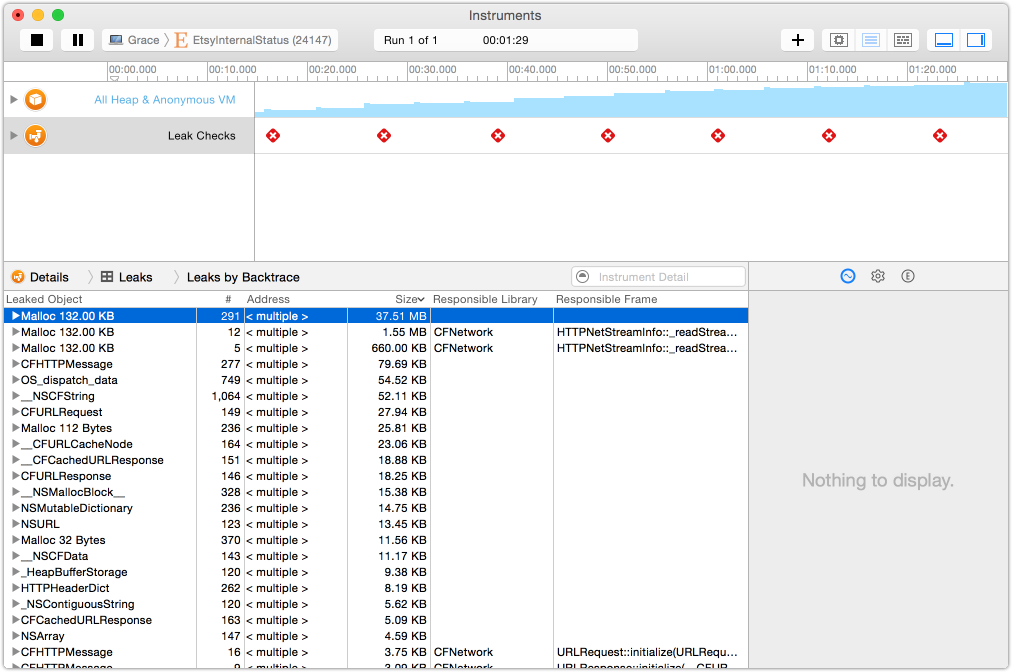 Instruments
Grace EtsyInternalStatus (24147) Run 1 of 1 00:01:29
00:00.000 00:10.000 00:20.000 00:30.000 00:40.000 00:50.000 01:00.000 01:10.000 01:20.000
All Heap & Anonymous VM
Leak Checks
Details Leaks Leaks by Backtrace Instrument Detail E
Leaked Object # Address Size Responsible Library Responsible Frame
Malloc 132.00 KB 291 < multiple > 37.51 MB
Malloc 132.00 KB 12 < multiple > 1.55 MB CFNetwork HTTPNetStreamInfo::_readStrea...
Malloc 132.00 KB 5 < multiple > 660.00 KB CFNetwork HTTPNetStreamInfo::_readStrea...
CFHTTPMessage 277 < multiple > 79.69 KB
OS_dispatch_data 749 < multiple > 54.52 KB
__NSCFString 1,064 < multiple > 52.11 KB
CFURLRequest 149 < multiple > 27.94 KB
Malloc 112 Bytes 236 < multiple > 25.81 KB
__CFURLCacheNode 164 < multiple > 23.06 KB
__CFCachedURLResponse 151 < multiple > 18.88 KB
CFURLResponse 146 < multiple > 18.25 KB
__NSMallocBlock__ 328 < multiple > 15.38 KB
NSMutableDictionary 236 < multiple > 14.75 KB
NSURL 123 < multiple > 13.45 KB
Malloc 32 Bytes 370 < multiple > 11.56 KB
__NSCFData 143 < multiple > 11.17 KB
_HeapBufferStorage 120 < multiple > 9.38 KB
HTTPHeaderDict 262 < multiple > 8.19 KB
_NSContiguousString 120 < multiple > 5.62 KB
CFCachedURLResponse 163 < multiple > 5.09 KB
NSArray 147 < multiple > 4.59 KB
CFHTTPMessage 16 < multiple > 3.75 KB CFNetwork URLRequest::initialize(URLRequ...
CFHTTPMessage 9 < multiple > 3.09 KB CFNetwork URLResponse::initialize(
Nothing to display.